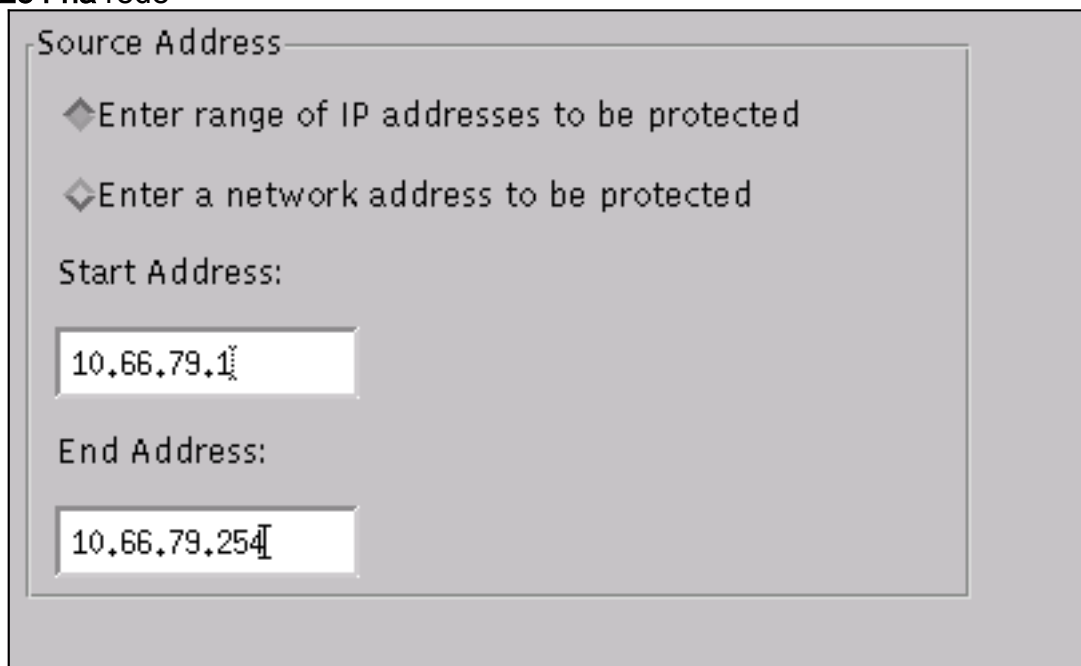 Source Address
Enter range of IP addresses to be protected
Enter a network address to be protected
Start Address:
10.66.79.1
End Address:
10.66.79.254